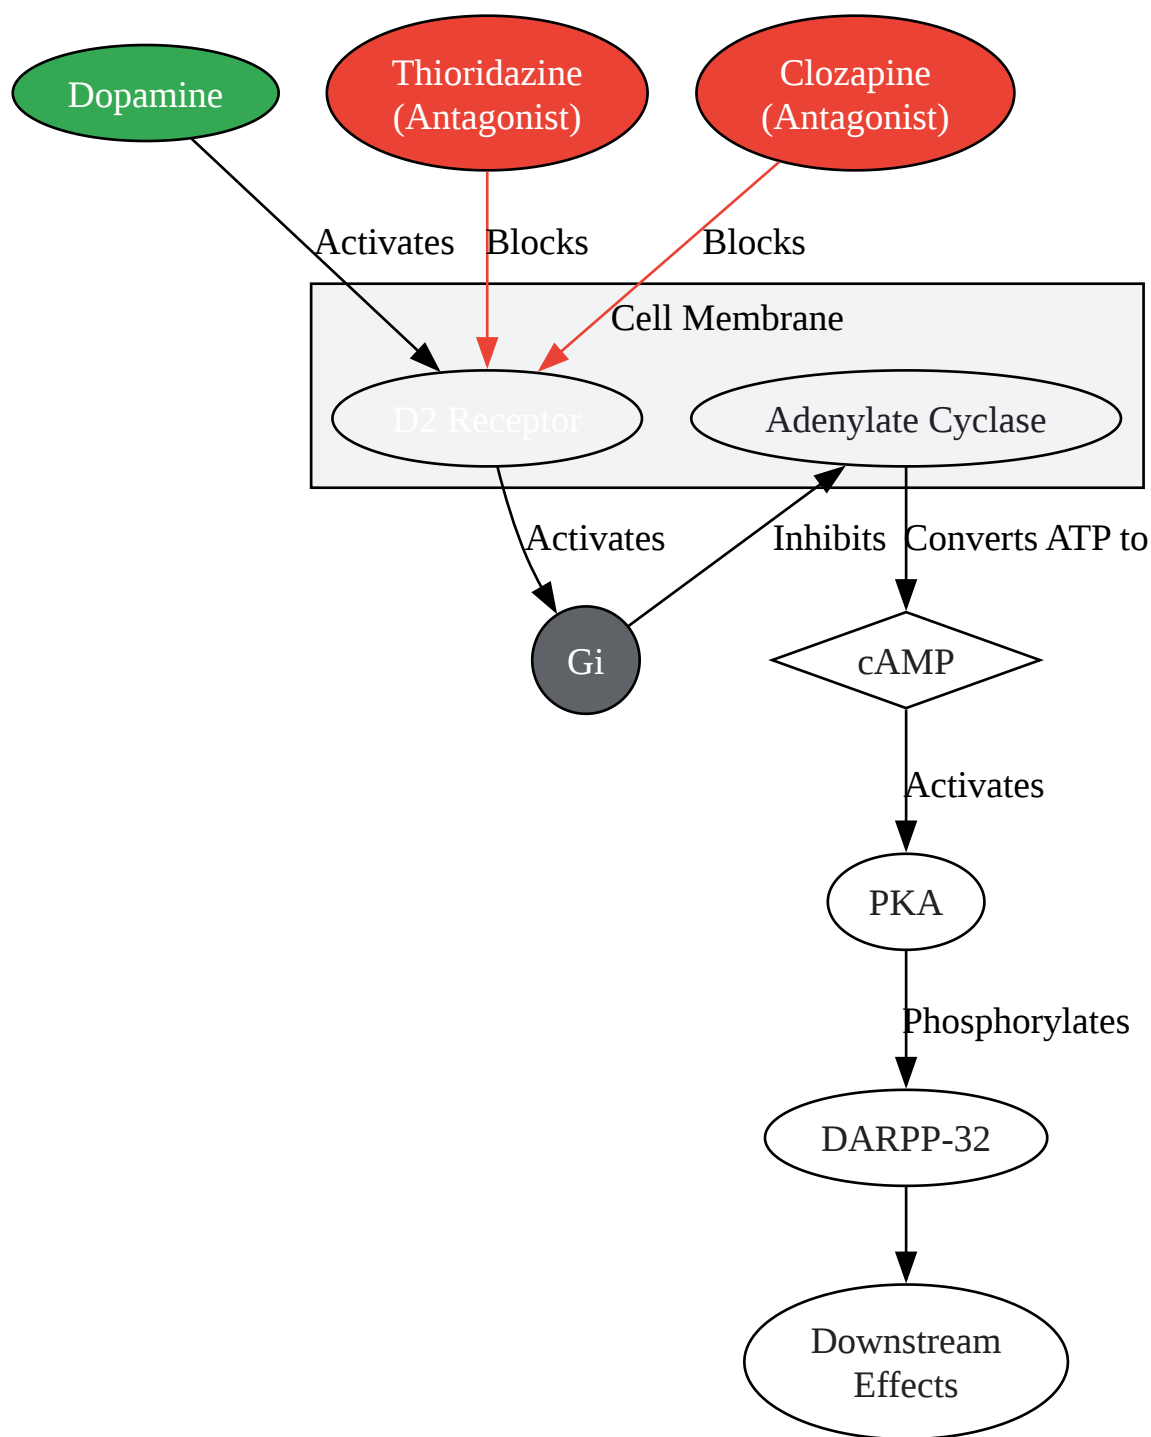 Dopamine
Thioridazine
(Antagonist)
Clozapine
(Antagonist)
Activates
Blocks
Blocks
Cell Membrane
D2 Receptor
Adenylate Cyclase
Activates
Inhibits
Converts ATP to
Gi
cAMP
Activates
PKA
Phosphorylates
DARPP-32
Downstream
Effects